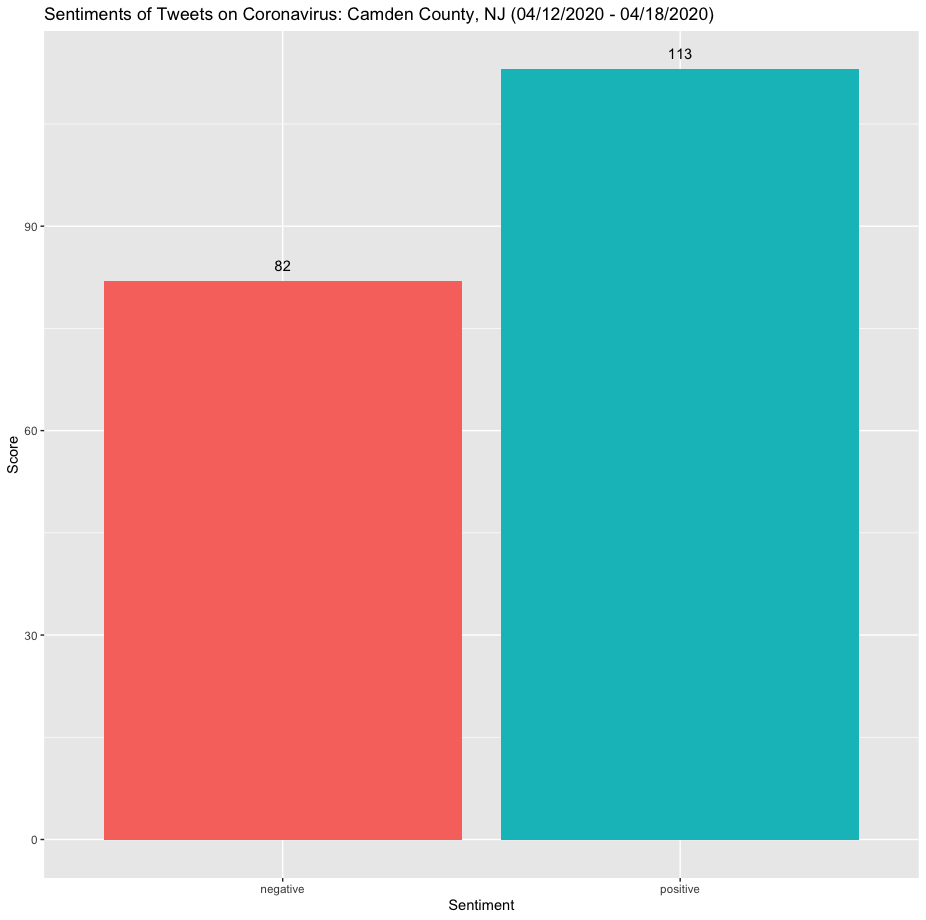 Sentiments of Tweets on Coronavirus: Camden County, NJ (04/12/2020 - 04/18/2020)
113
82
90
60
30
0
Score
negative positive
Sentiment